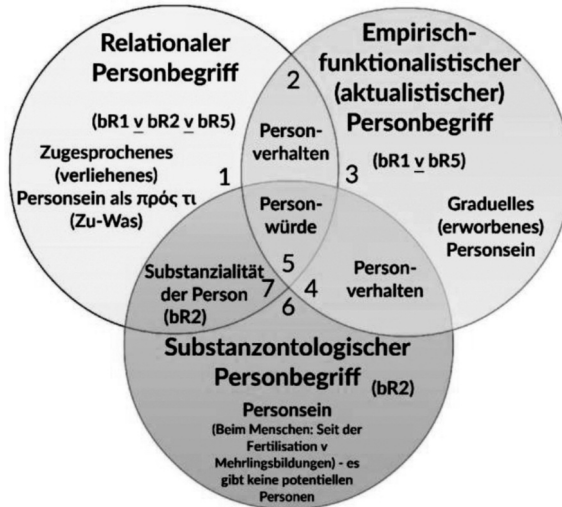 Relationaler
Personbegriff
(bR1 v bR2 v bR5)
Zugesprochenes
(verliehenes)
Personsein als πρός τι
(Zu-Was)
1
2
Person-
verhalten
Empirisch-
funktionalistischer
(aktualistischer)
Personbegriff
3
(bR1 v bR5)
Graduelles
(erworbenes)
Personsein
Person-
würde
5
Substanzialität
der Person
(bR2)
7
6
4
Person-
verhalten
Substanzontologischer
Personbegriff (bR2)
Personsein
(Beim Menschen: Seit der
Fertilisation v
Mehrlingsbildungen) - es
gibt keine potentiellen
Personen